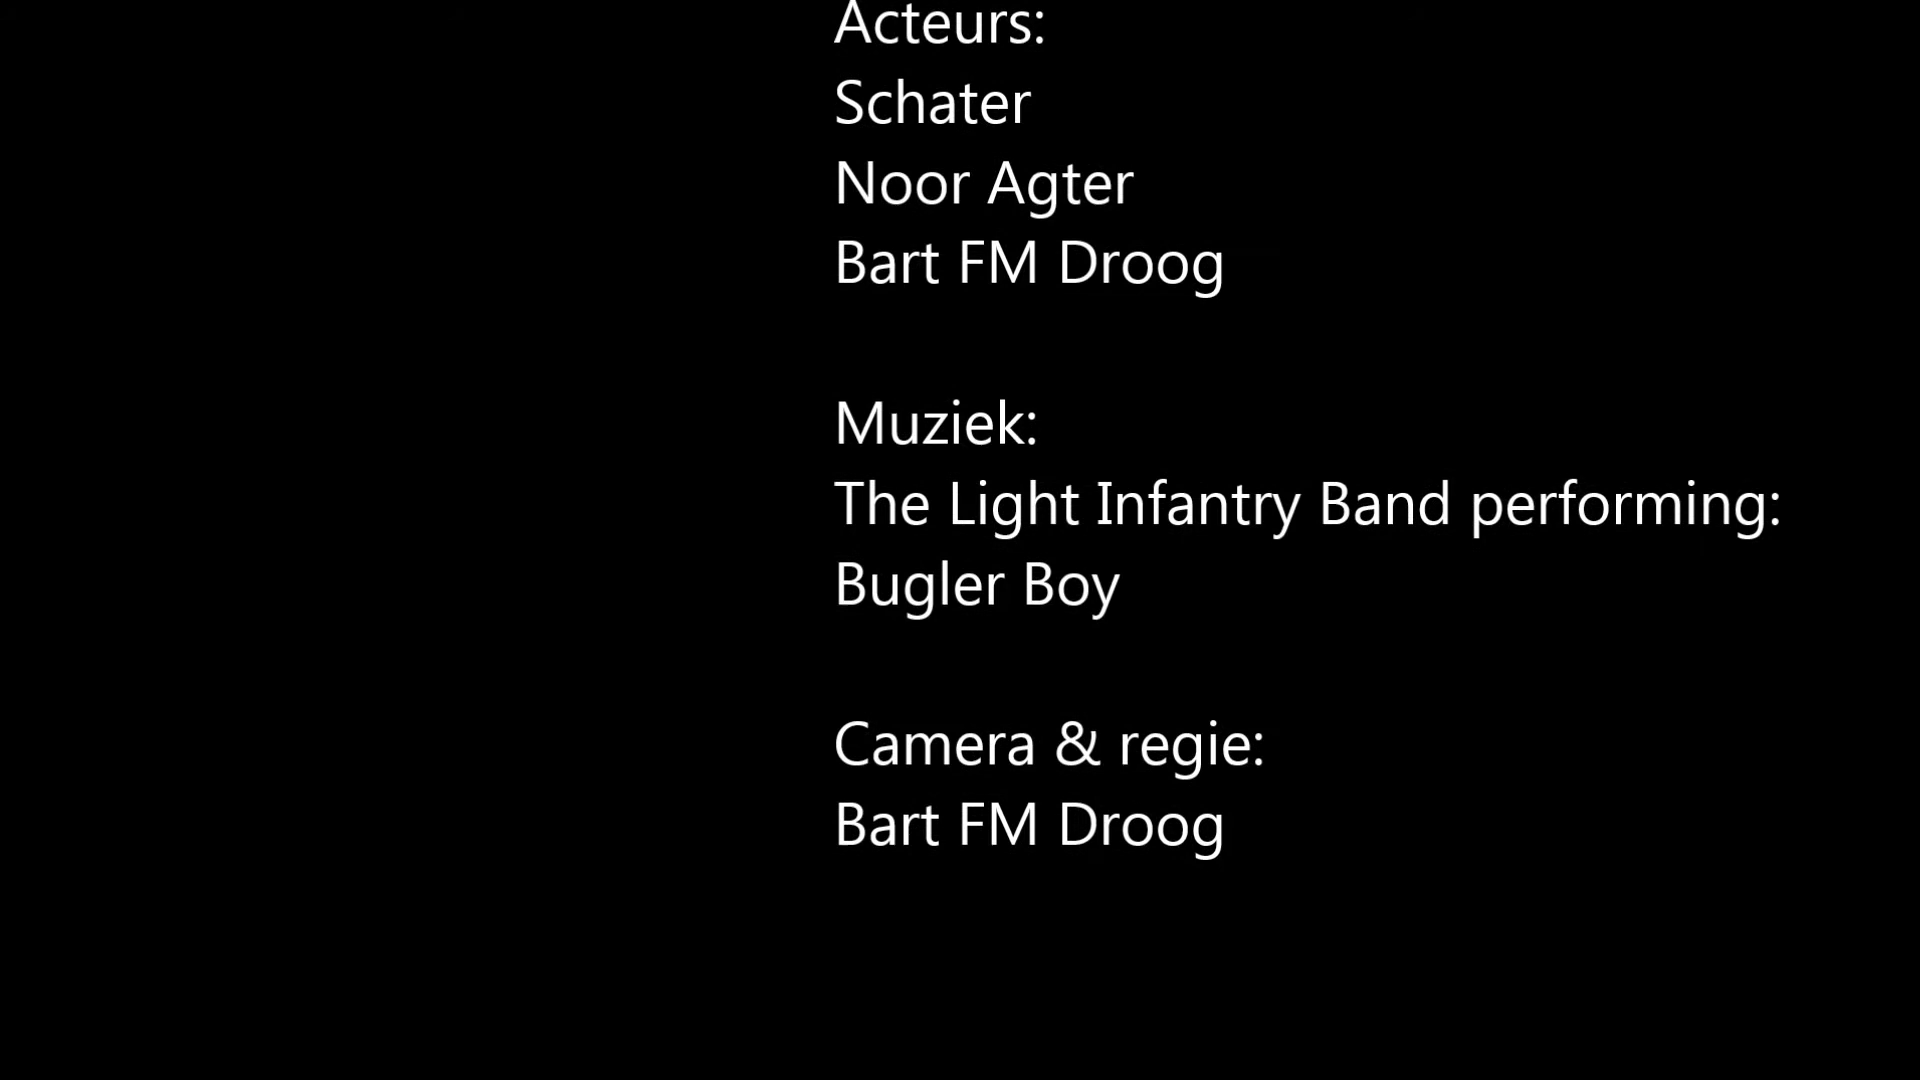 Acteurs:
Schater
Noor Agter
Bart FM Droog
Muziek:
The Light Infantry Band performing:
Bugler Boy
Camera & regie:
Bart FM Droog